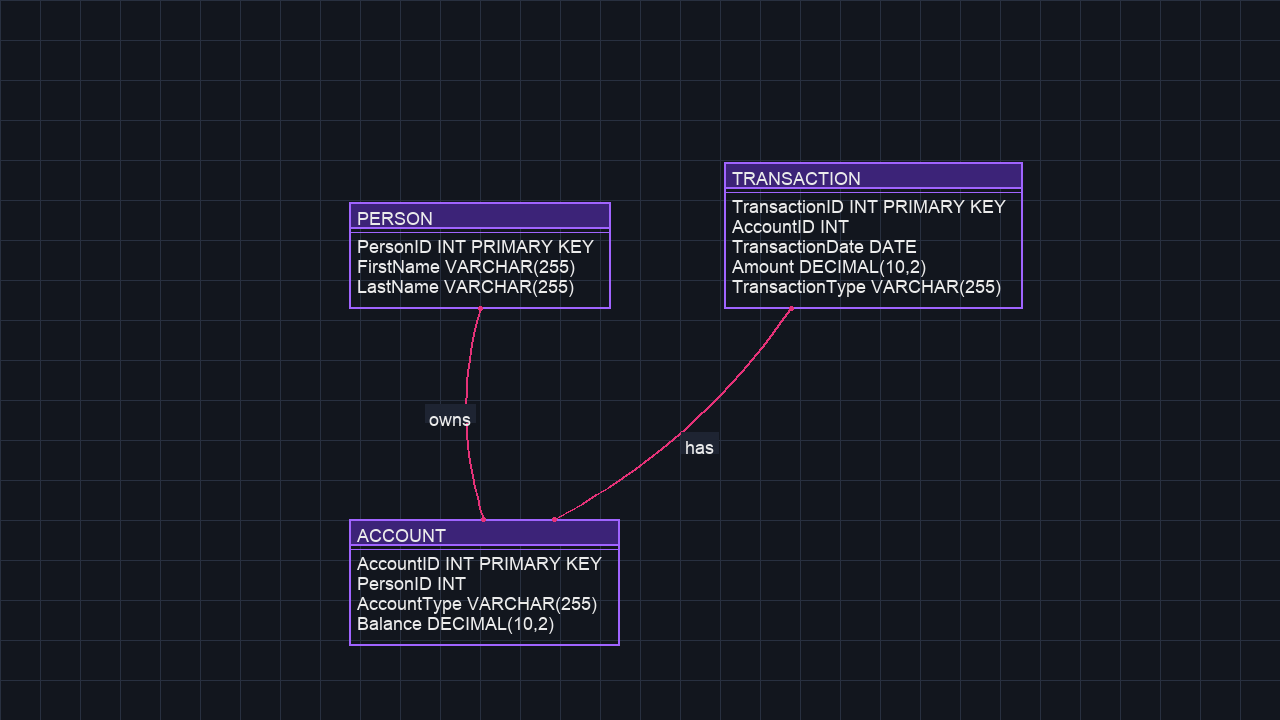 PERSON
PersonID INT PRIMARY KEY
FirstName VARCHAR(255)
LastName VARCHAR(255)
TRANSACTION
TransactionID INT PRIMARY KEY
AccountID INT
TransactionDate DATE
Amount DECIMAL(10,2)
TransactionType VARCHAR(255)
owns
has
ACCOUNT
AccountID INT PRIMARY KEY
PersonID INT
AccountType VARCHAR(255)
Balance DECIMAL(10,2)